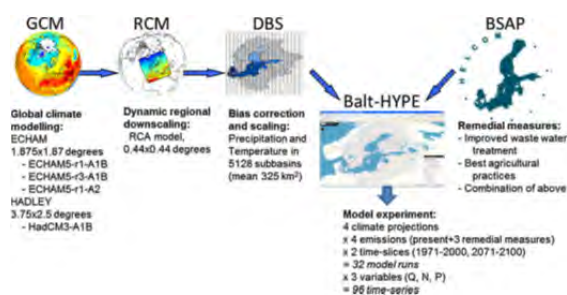 GCM
RCM
DBS
BSAP
HELCOM
Balt-HYPE
Global climate
modelling:
ECHAM
1.875x1.87 degrees
- ECHAM5-r1-A1B
- ECHAM5-r3-A1B
- ECHAM5-r1-A2
HADLEY
3.75x2.5 degrees
- HadCM3-A1B
Dynamic regional
downscaling:
RCA model,
0.44x0.44 degrees
Bias correction
and scaling:
Precipitation and
Temperature in
5128 subbasins
(mean 325 km²)
Remedial measures:
- Improved waste water
treatment
- Best agricultural
practices
- Combination of above
Model experiment:
4 climate projections
x 4 emissions (present+3 remedial measures)
x 2 time-slices (1971-2000, 2071-2100)
= 32 model runs
x 3 variables (Q, N, P)
= 96 time-series